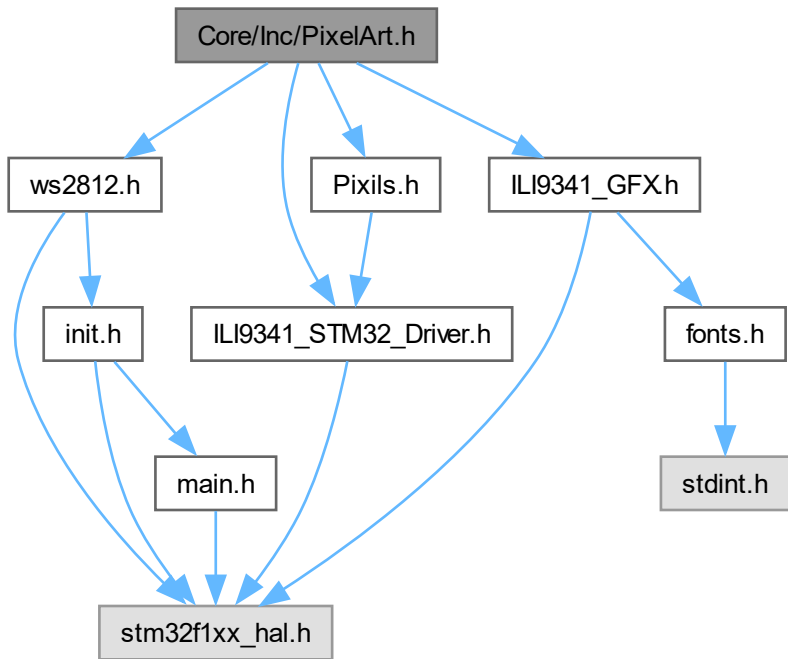 Core/Inc/PixelArt.h
ws2812.h
Pixils.h
ILI9341_GFX.h
init.h
ILI9341_STM32_Driver.h
fonts.h
main.h
stdint.h
stm32f1xx_hal.h